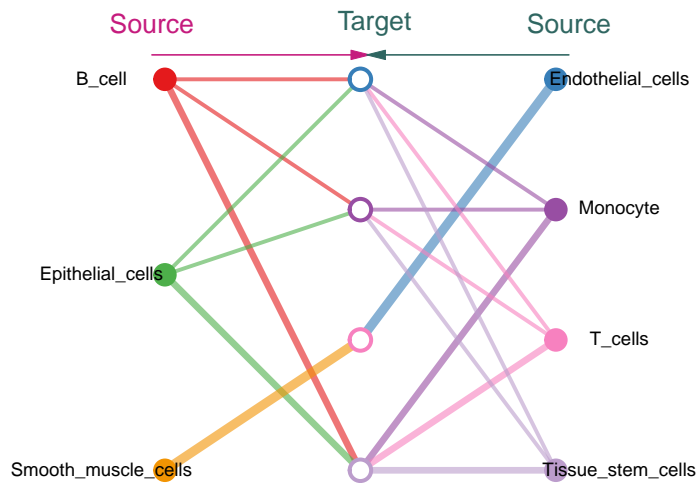 Source
Target
Source
B_cell
Endothelial_cells
Monocyte
Epithelial_cells
T_cells
Smooth_muscle_cells
Tissue_stem_cells